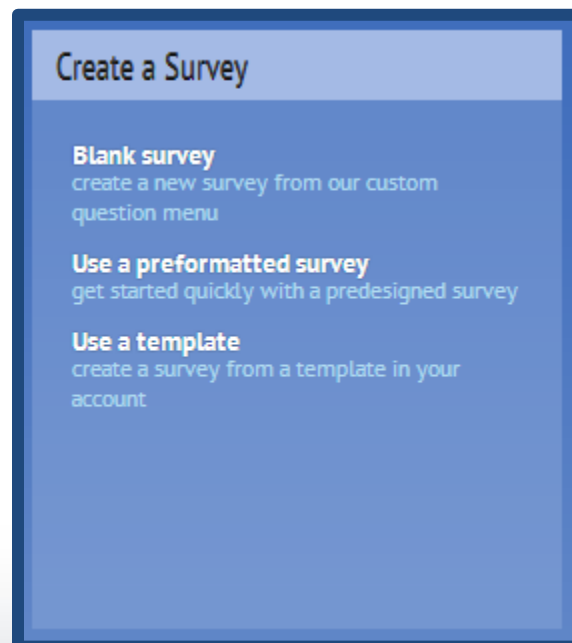 Create a Survey
Blank survey
create a new survey from our custom
question menu
Use a preformatted survey
get started quickly with a predesigned survey
Use a template
create a survey from a template in your
account